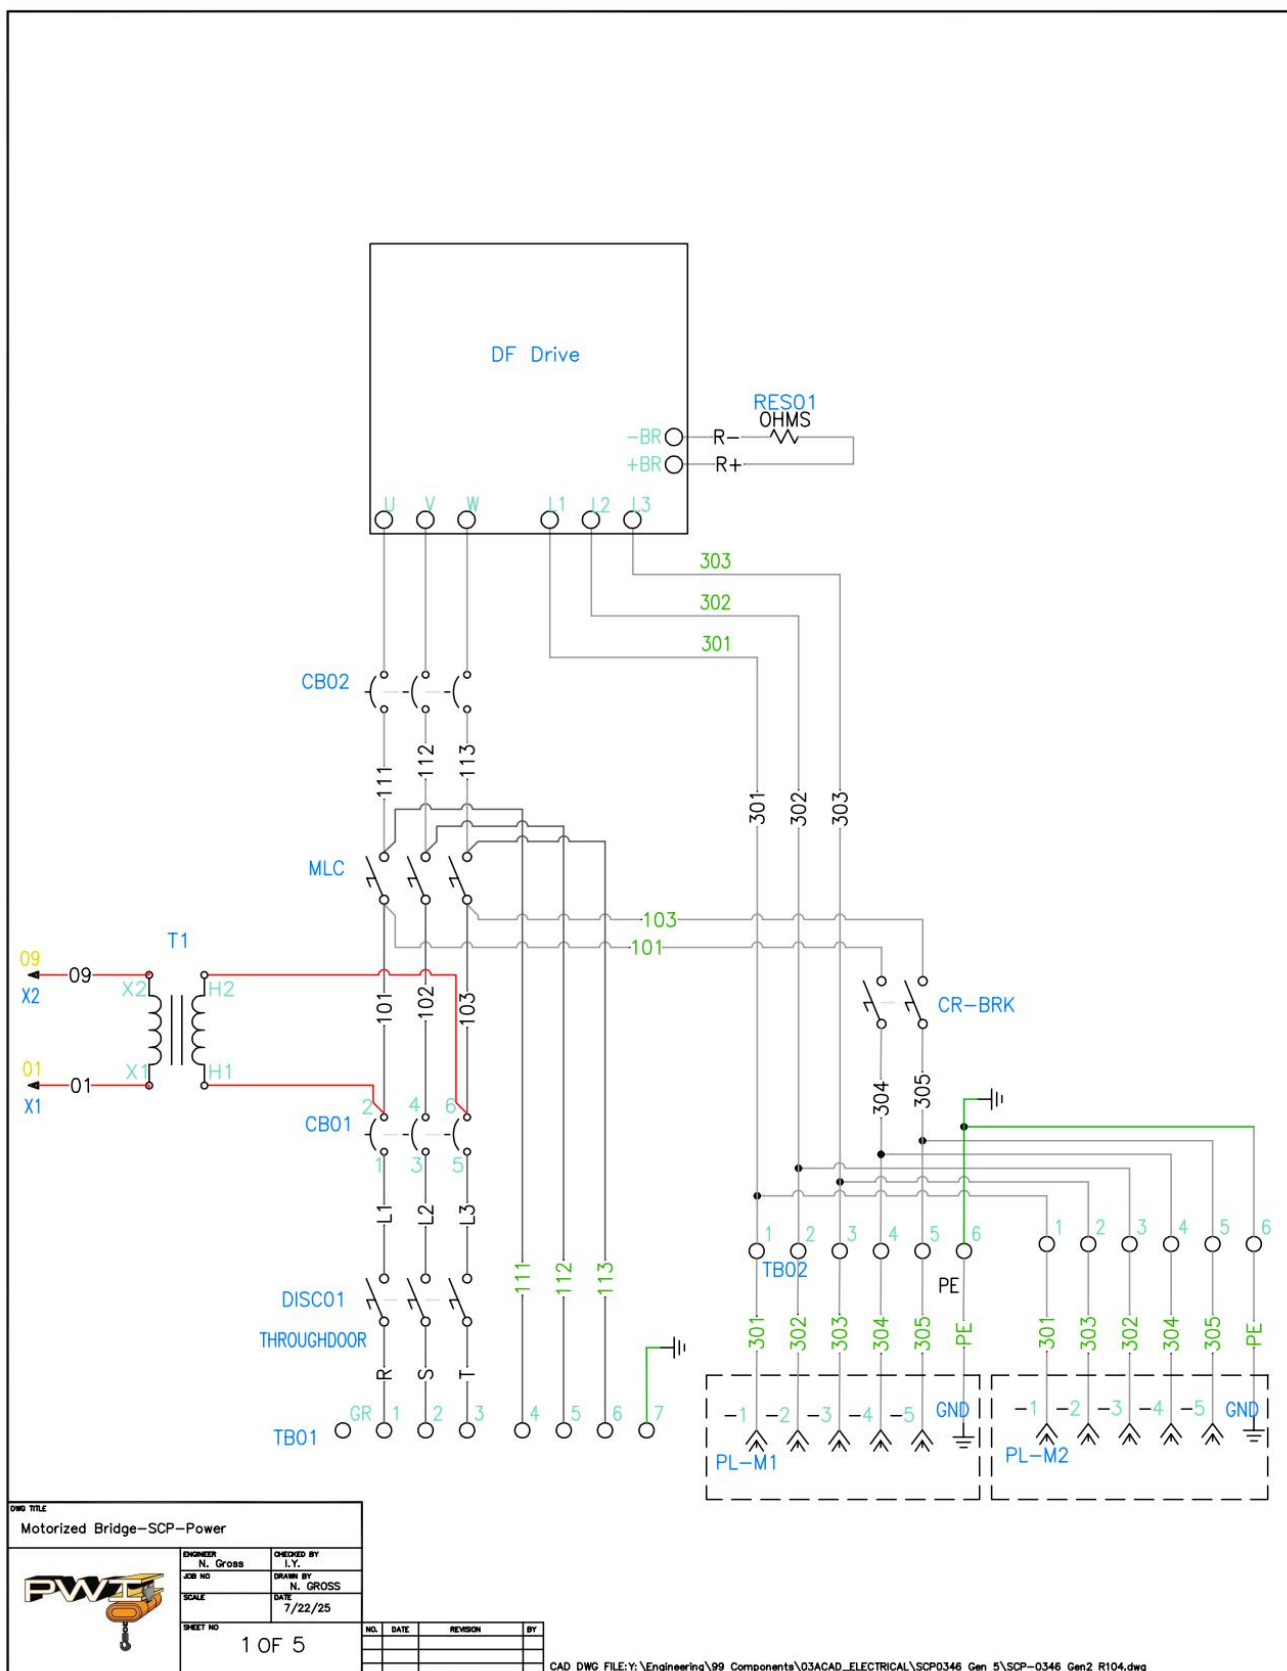 DF Drive
RES01
OHMS
-BR R-
+BR R+
U V W L1 L2 L3
303
302
301
CB02
111 112 113
301 302 303
MLC
103
101
T1
09
09
X2
X2 H2
101 102 103
CR-BRK
01
01
X1
X1 H1
304 305
2 4 6
CB01
1 3 5
L1 L2 L3
1 2 3 4 5 6
1 2 3 4 5 6
TB02
PE
DISC01
111 112 113
THROUGHDOOR
301 302 303 304 305 PE
301 303 302 304 305 PE
R S T
GR 1 2 3 4 5 6 7
TB01
-1 -2 -3 -4 -5 GND
PL-M1
-1 -2 -3 -4 -5 GND
PL-M2
DWG TITLE
Motorized Bridge-SCP-Power
PWI
ENGINEER
N. Gross
CHECKED BY
I.Y.
JOB NO
DRAWN BY
N. GROSS
SCALE
DATE
7/22/25
SHEET NO
1 OF 5
NO. DATE REVISION BY
CAD DWG FILE:Y:\Engineering\99 Components\03ACAD_ELECTRICAL\SCP0346 Gen 5\SCP-0346 Gen2 R104.dwg